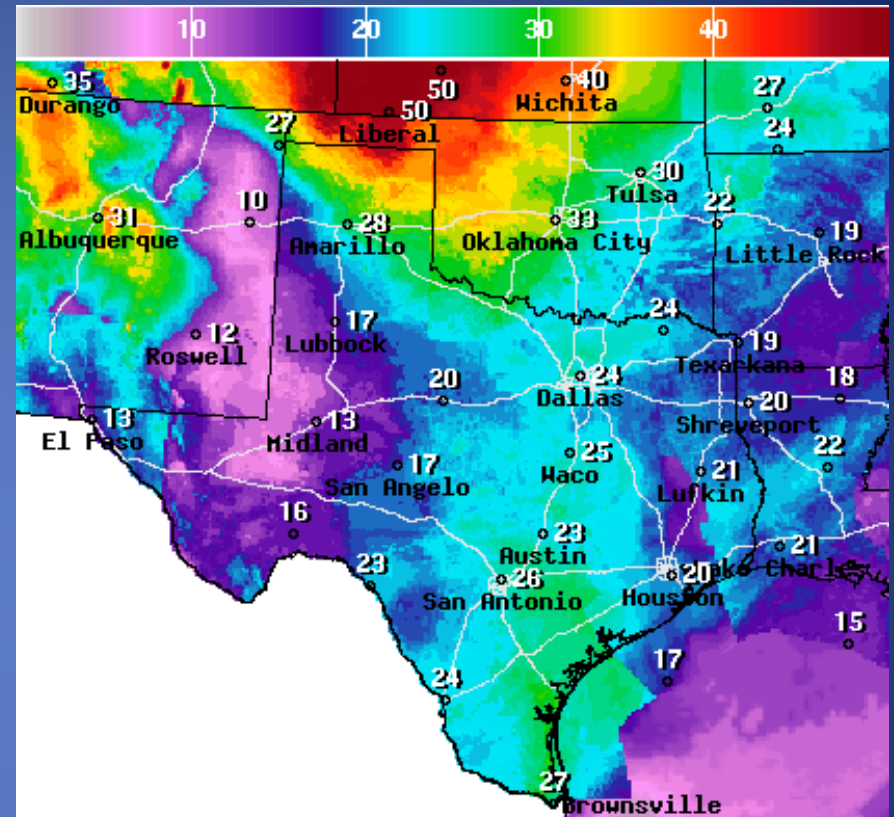 10 20 30 40
35 50 40 27
Durango Wichita
50
Liberal
27 24
30
Tulsa
31 10 28 33 22 19
Albuquerque Amarillo Oklahoma City Little Rock
12 17 24 19
Roswell Lubbock Texarkana
24
Dallas
13 13 20 20 18
El Paso Midland Shreveport
17 25 21 22
San Angelo Waco Lufkin
16 23 21
Austin Charles
23 26 20
San Antonio Houston
15
17
24
27
Brownsville